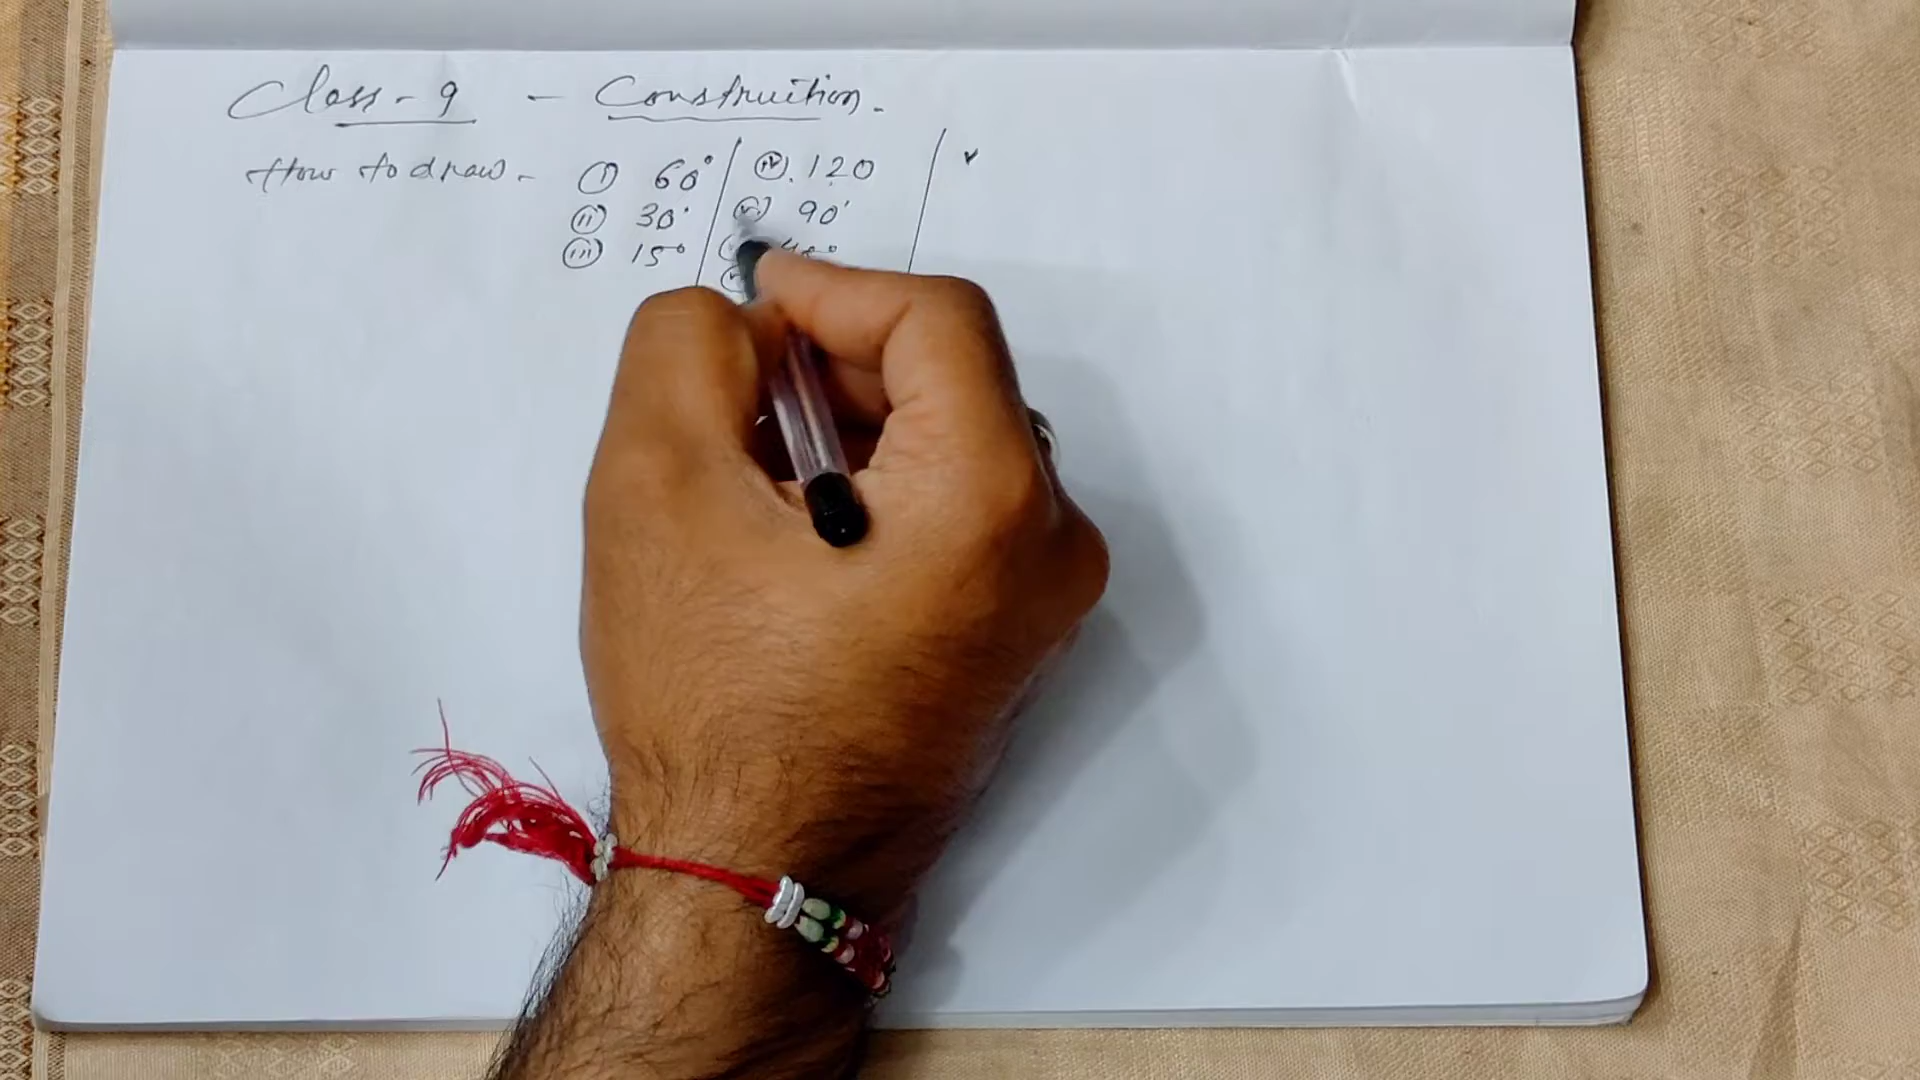 Class - 9 - Construction.
How to draw - (i) 60° (iv). 120
(ii) 30° (v) 90°
(iii) 15°